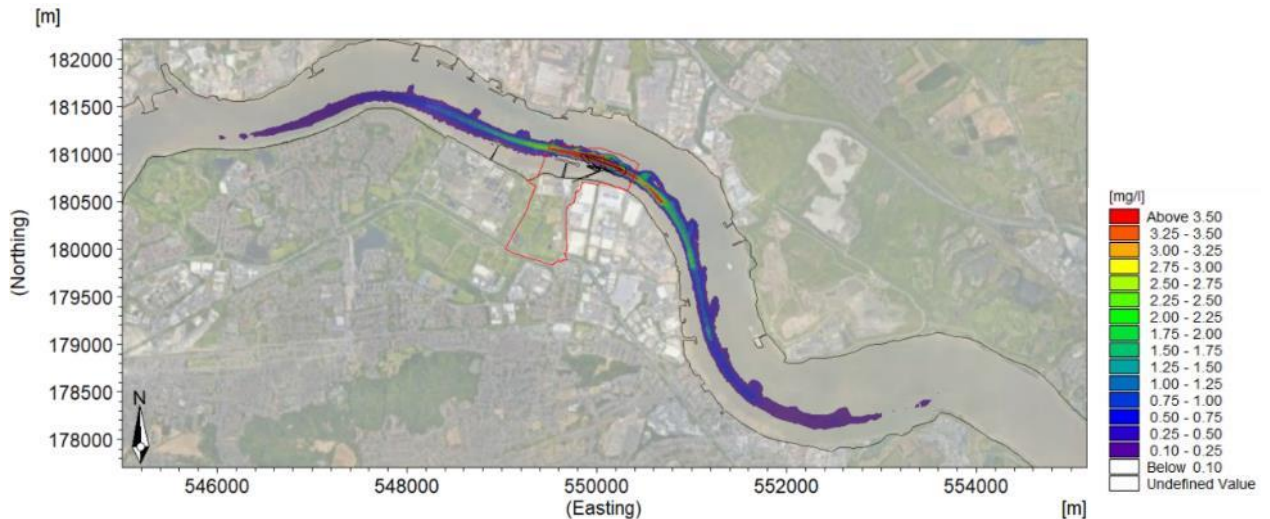 [m]
182000
181500
181000
180500
180000
179500
179000
178500
178000
(Northing)
N
546000
548000
550000
552000
554000
(Easting)
[m]
[mg/l]
Above 3.50
3.25 - 3.50
3.00 - 3.25
2.75 - 3.00
2.50 - 2.75
2.25 - 2.50
2.00 - 2.25
1.75 - 2.00
1.50 - 1.75
1.25 - 1.50
1.00 - 1.25
0.75 - 1.00
0.50 - 0.75
0.25 - 0.50
0.10 - 0.25
Below 0.10
Undefined Value